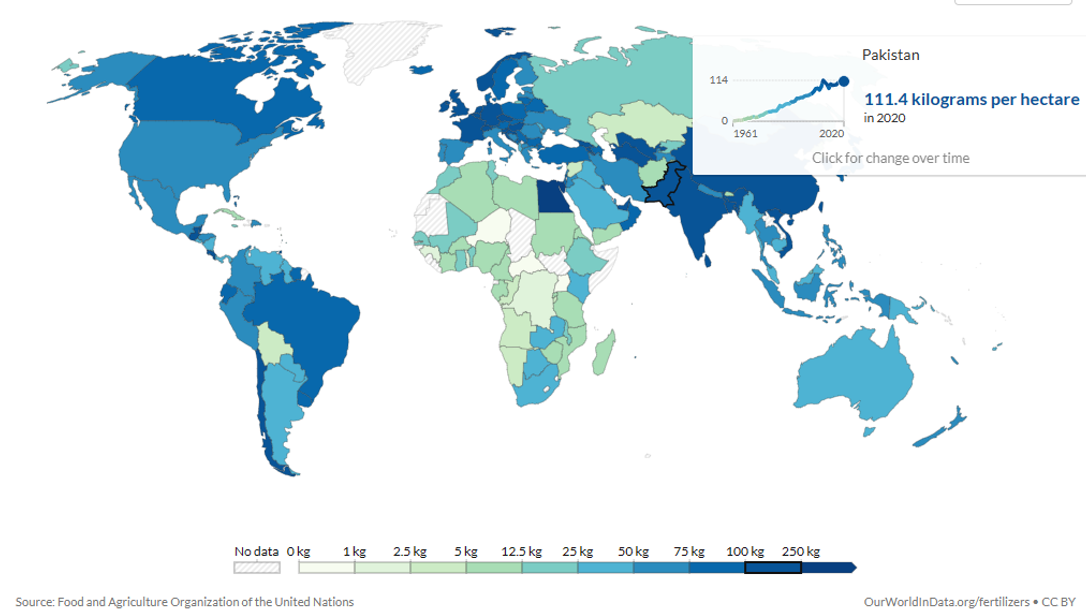 Pakistan
114
111.4 kilograms per hectare
in 2020
0
1961
2020
Click for change over time
No data
0 kg
1 kg
2.5 kg
5 kg
12.5 kg
25 kg
50 kg
75 kg
100 kg
250 kg
Source: Food and Agriculture Organization of the United Nations
OurWorldInData.org/fertilizers • CC BY